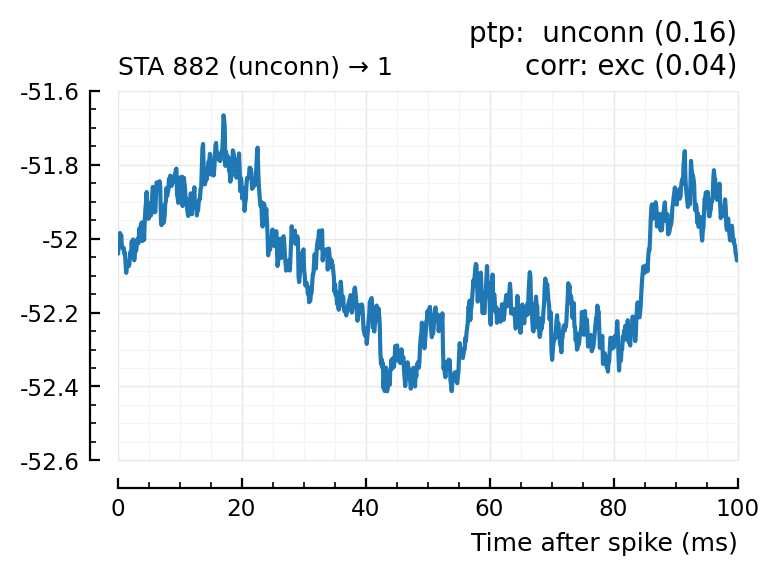 ptp:  unconn (0.16)
STA 882 (unconn) → 1
corr: exc (0.04)
-51.6
-51.8
-52
-52.2
-52.4
-52.6
0 20 40 60 80 100
Time after spike (ms)